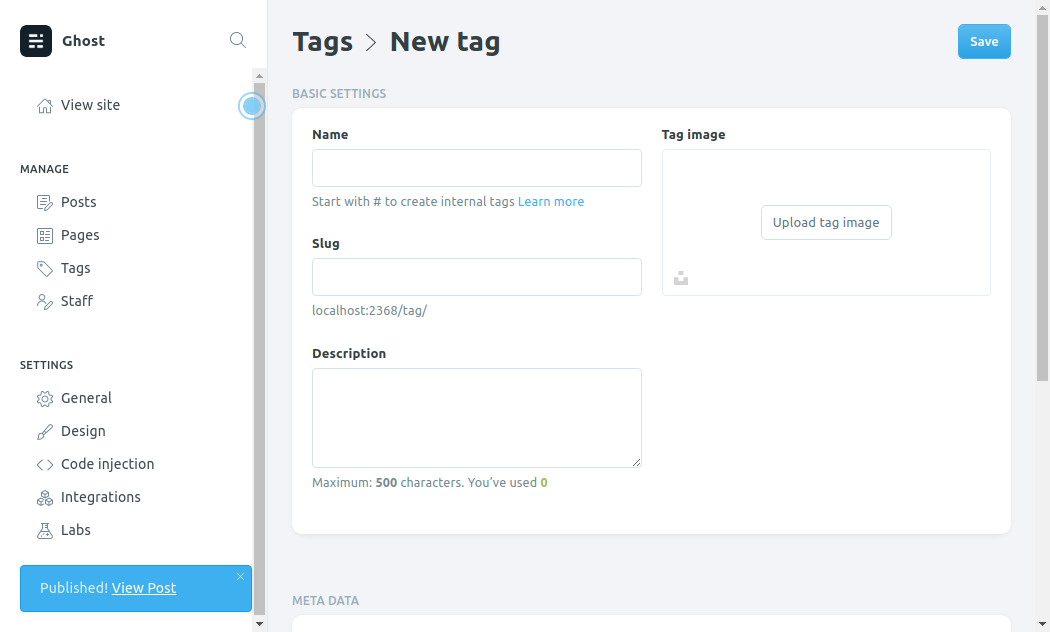 Ghost
View site
MANAGE
Posts
Pages
Tags
Staff
SETTINGS
General
Design
Code injection
Integrations
Labs
Published! View Post
Tags > New tag
Save
BASIC SETTINGS
Name
Start with # to create internal tags Learn more
Slug
localhost:2368/tag/
Description
Maximum: 500 characters. You’ve used 0
Tag image
Upload tag image
META DATA